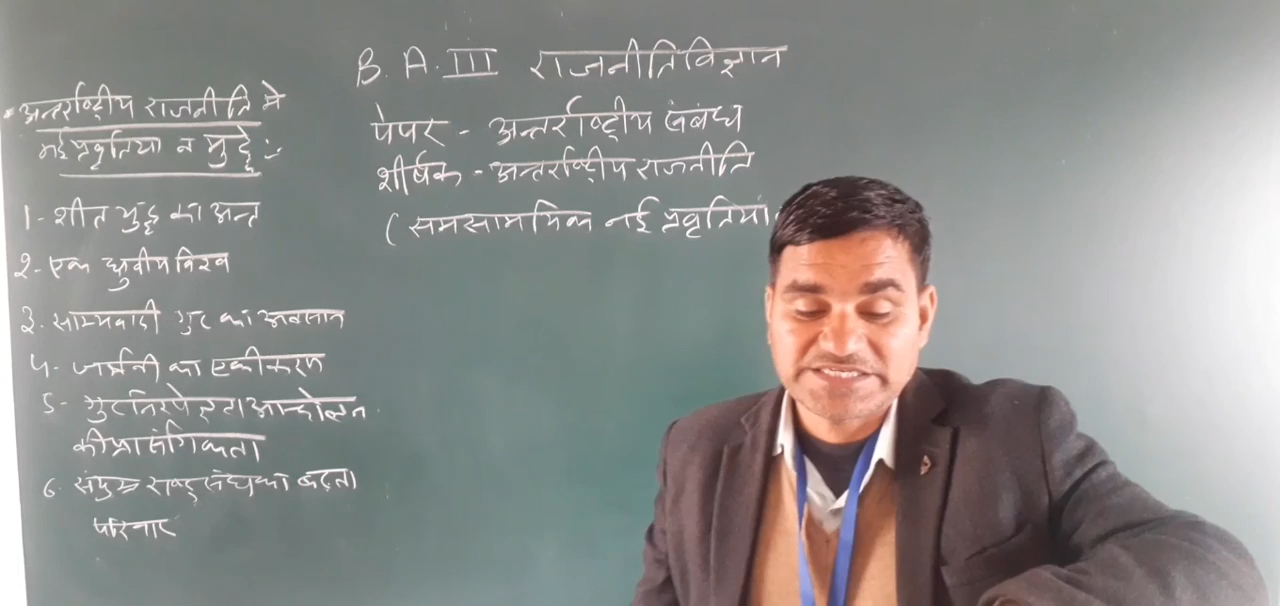 B. A. III राजनीति विज्ञान
पेपर - अन्तर्राष्ट्रीय संबंध
शीर्षक - अन्तर्राष्ट्रीय राजनीति
(समसामयिक नई प्रवृतियां
* अन्तर्राष्ट्रीय राजनीति मे
नई प्रवृतिया व मुद्दे :-
1- शीत युद्ध का अन्त
2- एक ध्रुवीय विश्व
3. साम्यवादी गुट का अवसान
4- जर्मनी का एकीकरण
5- गुटनिरपेक्षता आन्दोलन
की प्रासंगिकता
6. संयुक्त राष्ट्र संघ का बढ़ता
परिवार